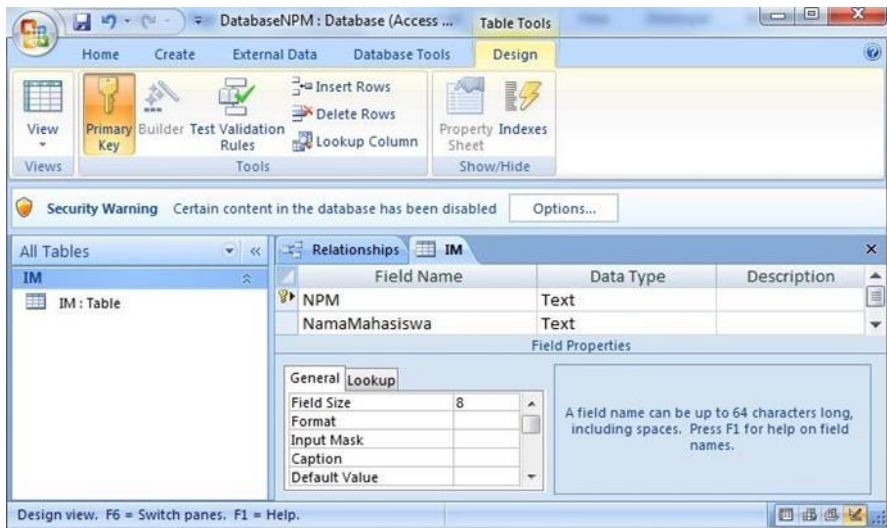 DatabaseNPM : Database (Access ...
Table Tools
Home Create External Data Database Tools Design
View
Primary Key
Builder
Test Validation Rules
Insert Rows
Delete Rows
Lookup Column
Property Sheet
Indexes
Views Tools Show/Hide
Security Warning Certain content in the database has been disabled Options...
All Tables
IM
IM : Table
Relationships IM
Field Name Data Type Description
NPM Text
NamaMahasiswa Text
Field Properties
General Lookup
Field Size 8
Format
Input Mask
Caption
Default Value
A field name can be up to 64 characters long,
including spaces. Press F1 for help on field
names.
Design view. F6 = Switch panes. F1 = Help.